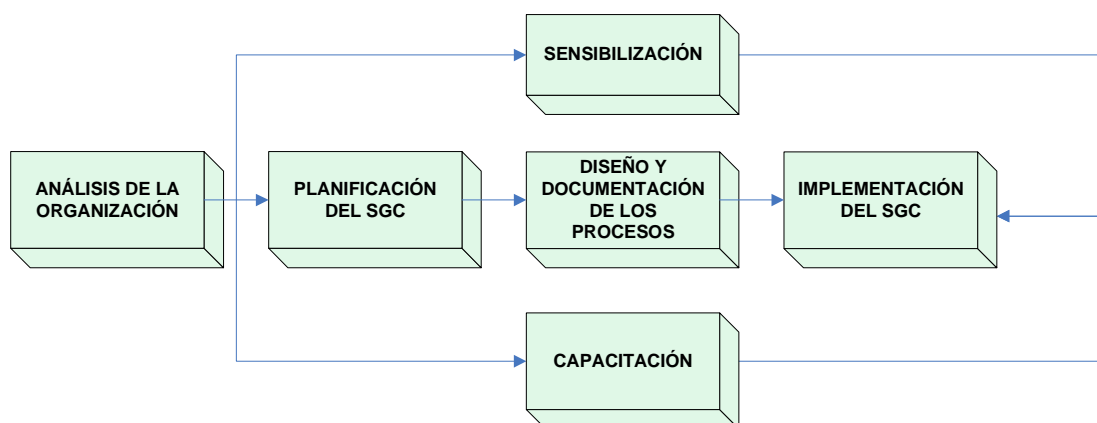 SENSIBILIZACIÓN
ANÁLISIS DE LA
ORGANIZACIÓN
PLANIFICACIÓN
DEL SGC
DISEÑO Y
DOCUMENTACIÓN
DE LOS
PROCESOS
IMPLEMENTACIÓN
DEL SGC
CAPACITACIÓN